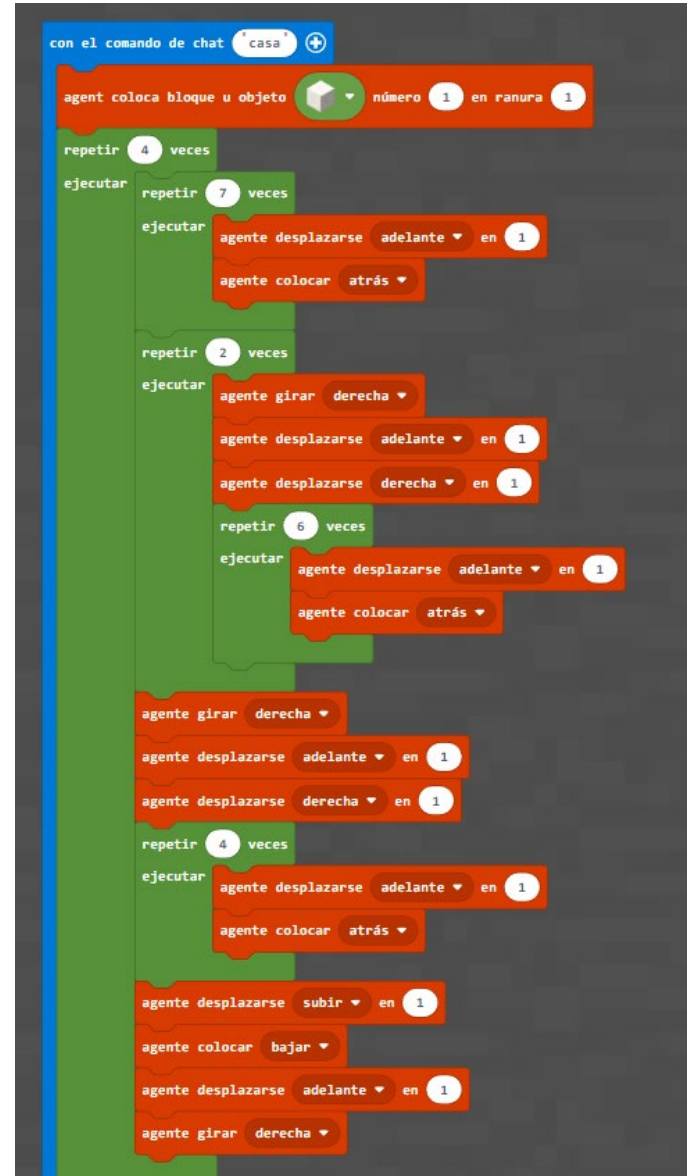 con el comando de chat "casa"
agent coloca bloque u objeto número 1 en ranura 1
repetir 4 veces
ejecutar
repetir 7 veces
ejecutar
agente desplazarse adelante en 1
agente colocar atrás
repetir 2 veces
ejecutar
agente girar derecha
agente desplazarse adelante en 1
agente desplazarse derecha en 1
repetir 6 veces
ejecutar
agente desplazarse adelante en 1
agente colocar atrás
agente girar derecha
agente desplazarse adelante en 1
agente desplazarse derecha en 1
repetir 4 veces
ejecutar
agente desplazarse adelante en 1
agente colocar atrás
agente desplazarse subir en 1
agente colocar bajar
agente desplazarse adelante en 1
agente girar derecha